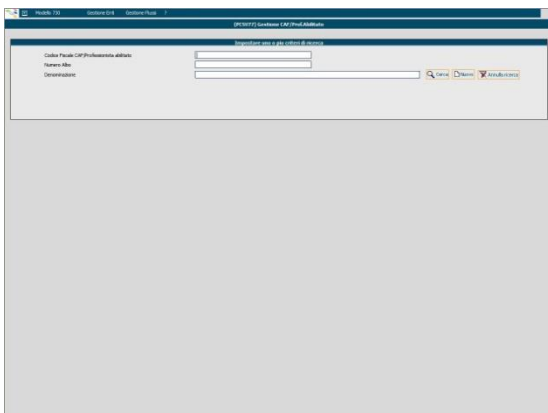 Modello 730 Gestione Enti Gestione Flussi ?
[PCS077] Gestione CAF/Prof.Abilitato
Impostare uno o più criteri di ricerca
Codice Fiscale CAF/Professionista abilitato
Numero Albo
Denominazione Cerca Nuovo Annulla ricerca